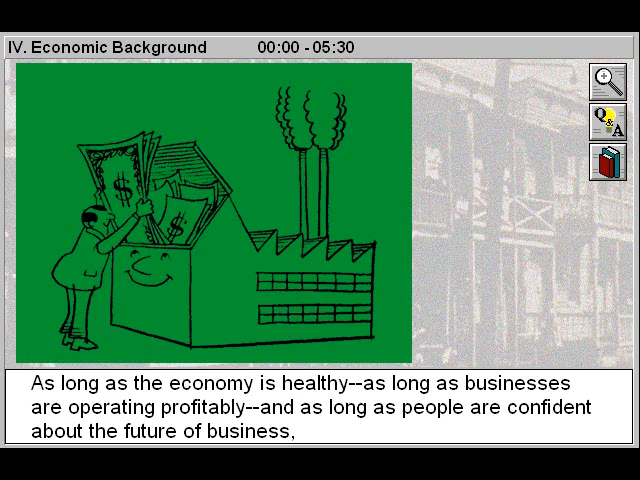 IV. Economic Background 00:00 - 05:30
$
$
Q&A
As long as the economy is healthy--as long as businesses
are operating profitably--and as long as people are confident
about the future of business,